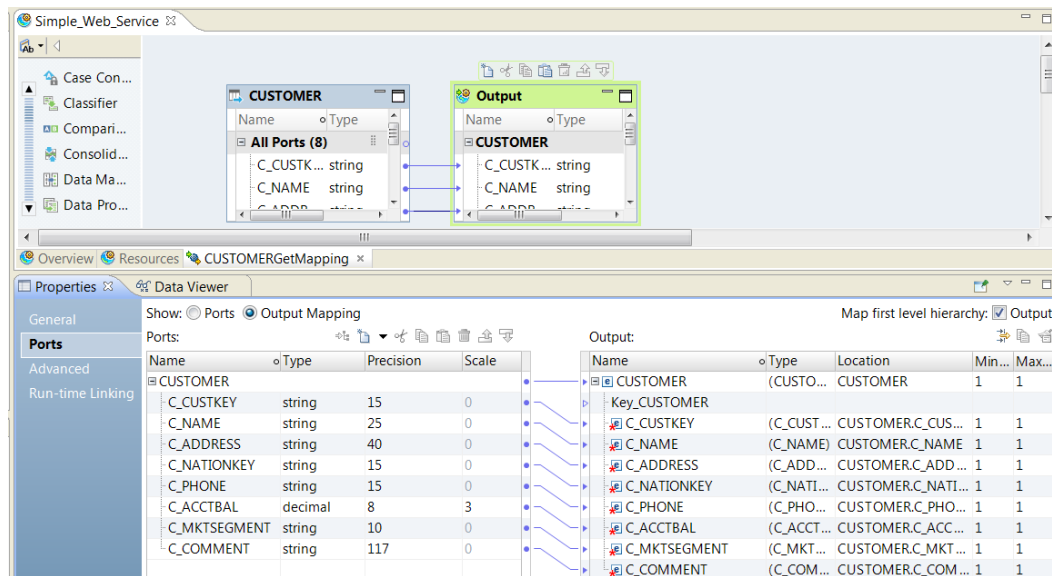 Simple_Web_Service
Case Con...
Classifier
Compari...
Consolid...
Data Ma...
Data Pro...
CUSTOMER
Name Type
All Ports (8)
C_CUSTK... string
C_NAME string
Output
Name Type
CUSTOMER
C_CUSTK... string
C_NAME string
Overview Resources CUSTOMERGetMapping
Properties Data Viewer
General
Ports
Advanced
Run-time Linking
Show: Ports Output Mapping
Map first level hierarchy: Output
Ports:
Output:
Name Type Precision Scale
CUSTOMER
C_CUSTKEY string 15 0
C_NAME string 25 0
C_ADDRESS string 40 0
C_NATIONKEY string 15 0
C_PHONE string 15 0
C_ACCTBAL decimal 8 3
C_MKTSEGMENT string 10 0
C_COMMENT string 117 0
Name Type Location Min... Max...
CUSTOMER (CUSTO... CUSTOMER 1 1
Key_CUSTOMER
C_CUSTKEY (C_CUST... CUSTOMER.C_CUS... 1 1
C_NAME (C_NAME) CUSTOMER.C_NAME 1 1
C_ADDRESS (C_ADD... CUSTOMER.C_ADD... 1 1
C_NATIONKEY (C_NATI... CUSTOMER.C_NATI... 1 1
C_PHONE (C_PHO... CUSTOMER.C_PHO... 1 1
C_ACCTBAL (C_ACCT... CUSTOMER.C_ACC... 1 1
C_MKTSEGMENT (C_MKT... CUSTOMER.C_MKT... 1 1
C_COMMENT (C_COM... CUSTOMER.C_COM... 1 1